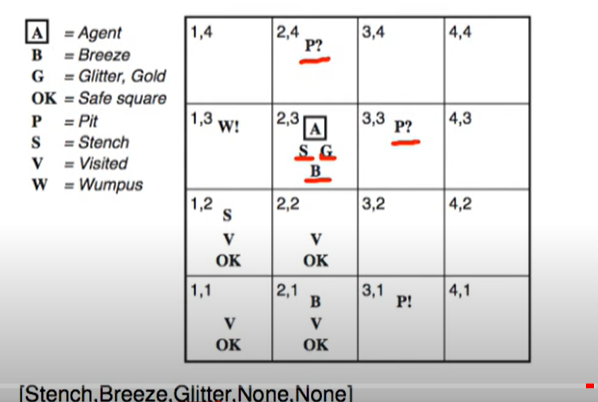 A = Agent
B = Breeze
G = Glitter, Gold
OK = Safe square
P = Pit
S = Stench
V = Visited
W = Wumpus
1,4 2,4 3,4 4,4
P?
1,3 W! 2,3 A 3,3 P? 4,3
S G
B
1,2 2,2 3,2 4,2
S
V V
OK OK
1,1 2,1 3,1 4,1
B P!
V V
OK OK
[Stench,Breeze,Glitter,None,None]